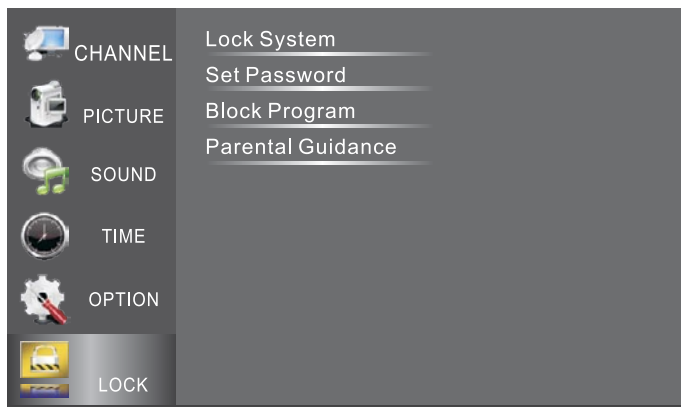 CHANNEL
PICTURE
SOUND
TIME
OPTION
LOCK
Lock System
Set Password
Block Program
Parental Guidance